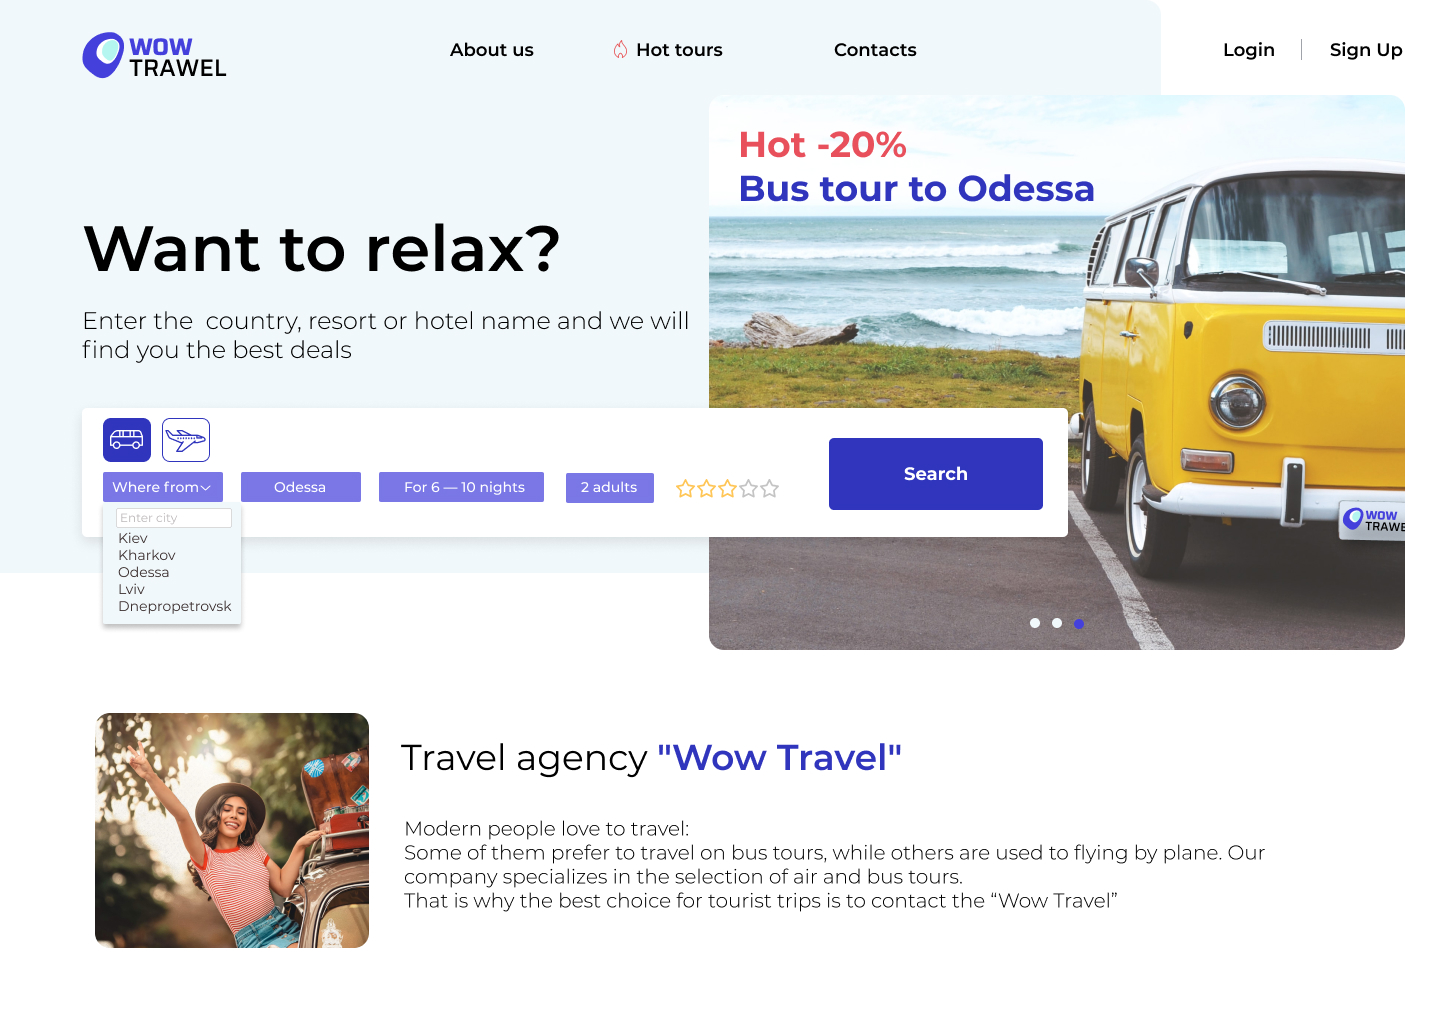 WOW
TRAWEL
About us
Hot tours
Contacts
Login
Sign Up
Hot -20%
Bus tour to Odessa
Want to relax?
Enter the  country, resort or hotel name and we will
find you the best deals
Where from
Odessa
For 6 — 10 nights
2 adults
Search
Enter city
Kiev
Kharkov
Odessa
Lviv
Dnepropetrovsk
WOW
TRAWE
Travel agency "Wow Travel"
Modern people love to travel:
Some of them prefer to travel on bus tours, while others are used to flying by plane. Our
company specializes in the selection of air and bus tours.
That is why the best choice for tourist trips is to contact the “Wow Travel”